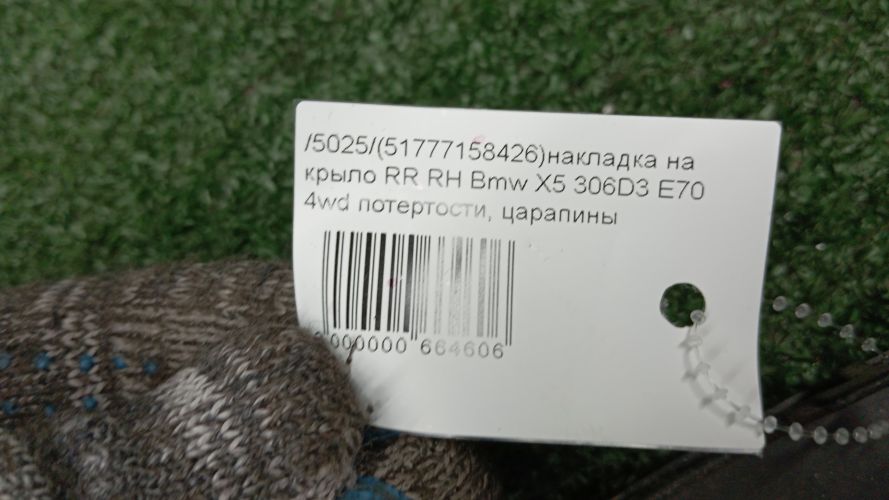 /5025/(51777158426)накладка на
крыло RR RH Bmw X5 306D3 E70
4wd потертости, царапины
000000 664606